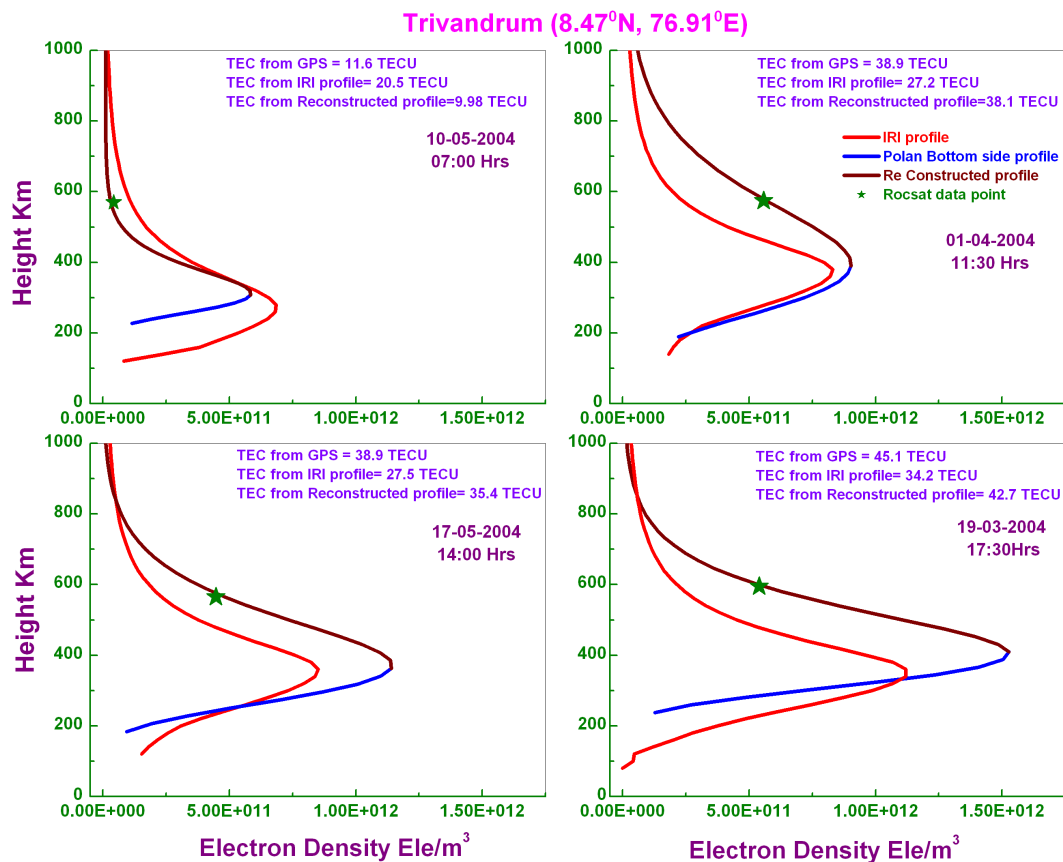 Trivandrum (8.47⁰N, 76.91⁰E)
TEC from GPS = 11.6 TECU
TEC from IRI profile= 20.5 TECU
TEC from Reconstructed profile=9.98 TECU
10-05-2004
07:00 Hrs
Height Km
1000
800
600
400
200
0
0.00E+000
5.00E+011
1.00E+012
1.50E+012
TEC from GPS = 38.9 TECU
TEC from IRI profile= 27.2 TECU
TEC from Reconstructed profile=38.1 TECU
IRI profile
Polan Bottom side profile
Re Constructed profile
Rocsat data point
01-04-2004
11:30 Hrs
1000
800
600
400
200
0
0.00E+000
5.00E+011
1.00E+012
1.50E+012
TEC from GPS = 38.9 TECU
TEC from IRI profile= 27.5 TECU
TEC from Reconstructed profile= 35.4 TECU
17-05-2004
14:00 Hrs
Height Km
1000
800
600
400
200
0
0.00E+000
5.00E+011
1.00E+012
1.50E+012
Electron Density Ele/m³
TEC from GPS = 45.1 TECU
TEC from IRI profile= 34.2 TECU
TEC from Reconstructed profile= 42.7 TECU
19-03-2004
17:30Hrs
1000
800
600
400
200
0
0.00E+000
5.00E+011
1.00E+012
1.50E+012
Electron Density Ele/m³